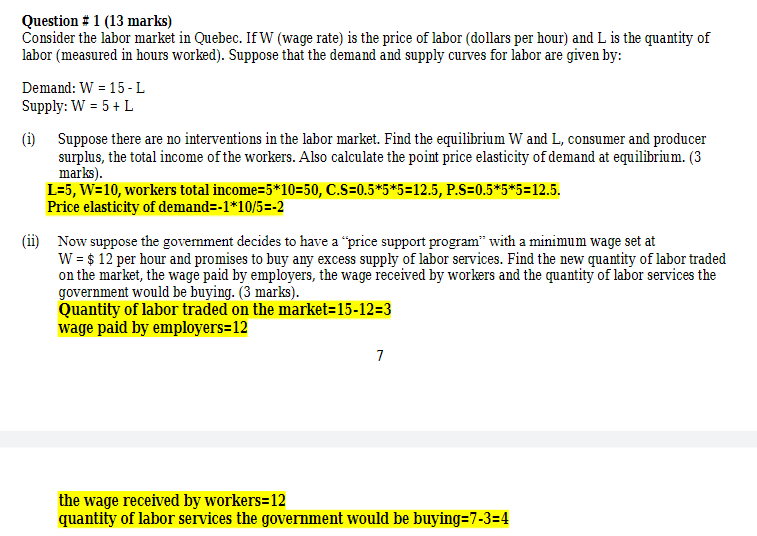 Question # 1 (13 marks)
Consider the labor market in Quebec. If W (wage rate) is the price of labor (dollars per hour) and L is the quantity of
labor (measured in hours worked). Suppose that the demand and supply curves for labor are given by:
Demand: W = 15 - L
Supply: W = 5 + L
(i) Suppose there are no interventions in the labor market. Find the equilibrium W and L, consumer and producer
surplus, the total income of the workers. Also calculate the point price elasticity of demand at equilibrium. (3
marks).
L=5, W=10, workers total income=5*10=50, C.S=0.5*5*5=12.5, P.S=0.5*5*5=12.5.
Price elasticity of demand=-1*10/5=-2
(ii) Now suppose the government decides to have a “price support program” with a minimum wage set at
W = $ 12 per hour and promises to buy any excess supply of labor services. Find the new quantity of labor traded
on the market, the wage paid by employers, the wage received by workers and the quantity of labor services the
government would be buying. (3 marks).
Quantity of labor traded on the market=15-12=3
wage paid by employers=12
7
the wage received by workers=12
quantity of labor services the government would be buying=7-3=4